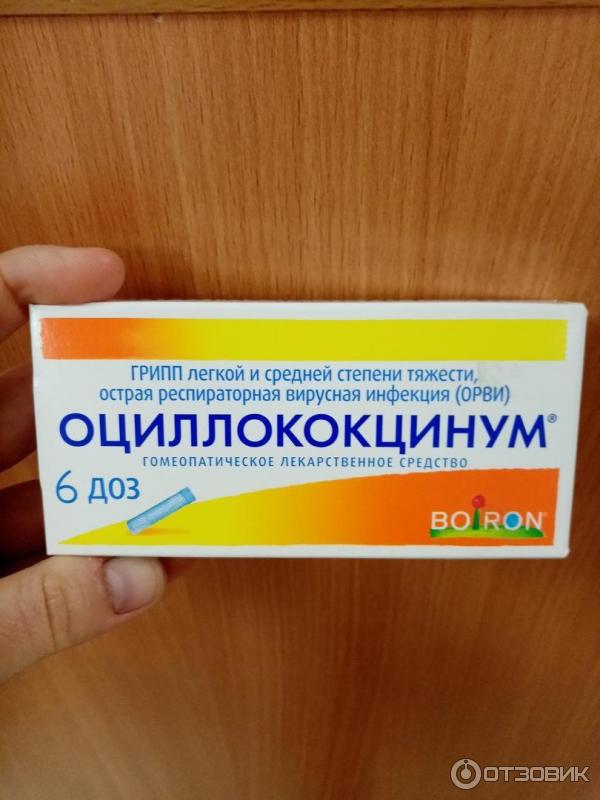 ГРИПП легкой и средней степени тяжести,
острая респираторная вирусная инфекция (ОРВИ)
ОЦИЛЛОКОКЦИНУМ®
ГОМЕОПАТИЧЕСКОЕ ЛЕКАРСТВЕННОЕ СРЕДСТВО
6 ДОЗ
BOIRON®
ОТЗОВИК